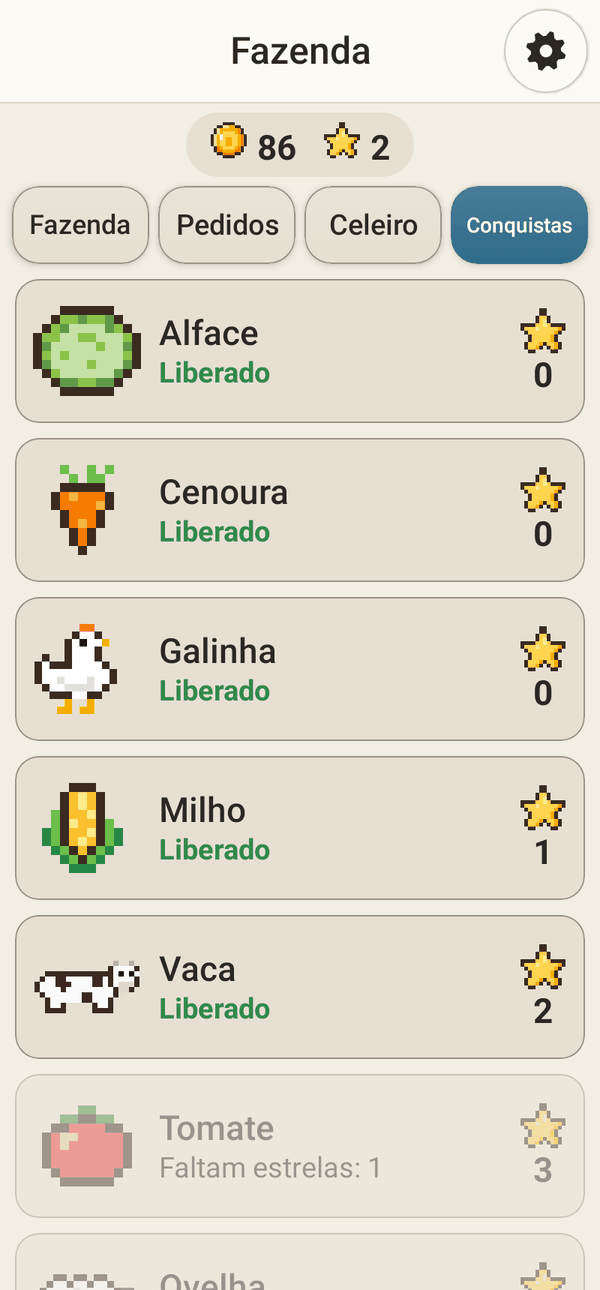 Fazenda
86 2
Fazenda Pedidos Celeiro Conquistas
Alface
Liberado
0
Cenoura
Liberado
0
Galinha
Liberado
0
Milho
Liberado
1
Vaca
Liberado
2
Tomate
Faltam estrelas: 1
3
Ovelha